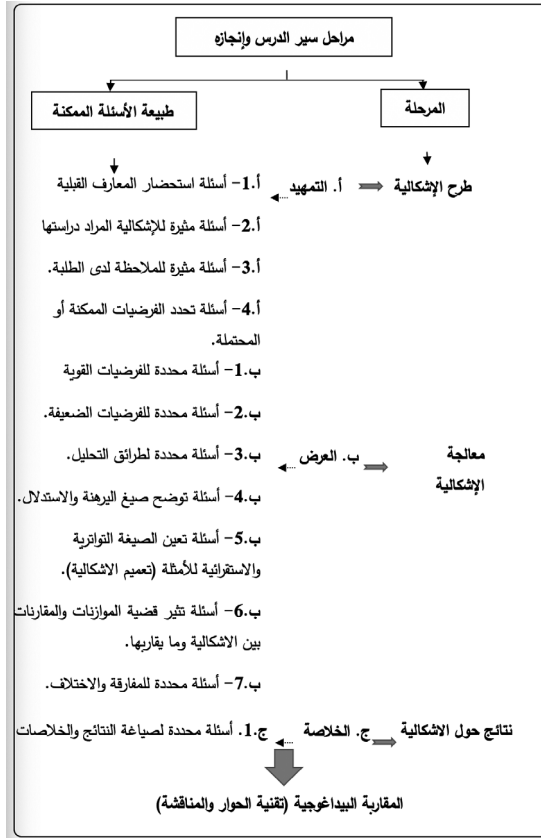 مراحل سير الدرس وإنجازه
المرحلة
طبيعة الأسئلة الممكنة
طرح الإشكالية
أ. التمهيد
أ.1- أسئلة استحضار المعارف القبلية
أ.2- أسئلة مثيرة للإشكالية المراد دراستها
أ.3- أسئلة مثيرة للملاحظة لدى الطلبة.
أ.4- أسئلة تحدد الفرضيات الممكنة أو
المحتملة.
ب.1- أسئلة محددة للفرضيات القوية
ب.2- أسئلة محددة للفرضيات الضعيفة.
معالجة
الإشكالية
ب. العرض
ب.3- أسئلة محددة لطرائق التحليل.
ب.4- أسئلة توضح صيغ البرهنة والاستدلال.
ب.5- أسئلة تعين الصيغة التواترية
والاستقرائية للأمثلة (تعميم الاشكالية).
ب.6- أسئلة تثير قضية الموازنات والمقارنات
بين الاشكالية وما يقاربها.
ب.7- أسئلة محددة للمفارقة والاختلاف.
نتائج حول الاشكالية
ج. الخلاصة
ج.1. أسئلة محددة لصياغة النتائج والخلاصات
المقاربة البيداغوجية (تقنية الحوار والمناقشة)